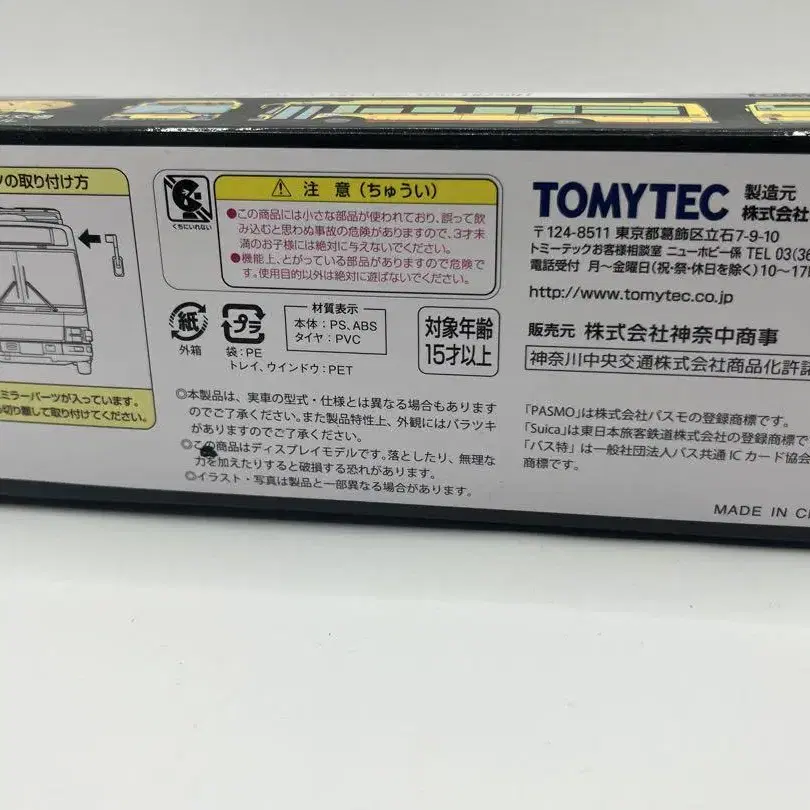 の取り付け方
ミラーパーツが入っています。
切り離して取り付けてください。
くちにいれない
⚠ 注 意（ちゅうい）
●この商品には小さな部品が使われており、誤って飲
み込むと思わぬ事故の危険がありますので、3才未
満のお子様には絶対に与えないでください。
●機能上、とがっている部品がありますので危険で
す。使用目的以外は絶対に遊ばないでください。
紙
外箱
プラ
袋：PE
トレイ、ウインドウ：PET
材質表示
本体：PS、ABS
タイヤ：PVC
対象年齢
15才以上
◎本製品は、実車の型式・仕様とは異なる場合もあります
のでご了承ください。また製品特性上、外観にはバラツキ
がありますのでご了承ください。
◎この商品はディスプレイモデルです。落としたり、無理な
力を加えたりすると破損する恐れがあります。
◎イラスト・写真は製品と一部異なる場合があります。
TOMYTEC
製造元
株式会社
〒124-8511 東京都葛飾区立石7-9-10
トミーテックお客様相談室 ニューホビー係 TEL 03(36
電話受付 月～金曜日(祝・祭・休日を除く)10～17
http://www.tomytec.co.jp
販売元 株式会社神奈中商事
神奈川中央交通株式会社商品化許諾
「PASMO」は株式会社パスモの登録商標です。
「Suica」は東日本旅客鉄道株式会社の登録商標で
「バス特」は一般社団法人バス共通ICカード協会
商標です。
MADE IN C